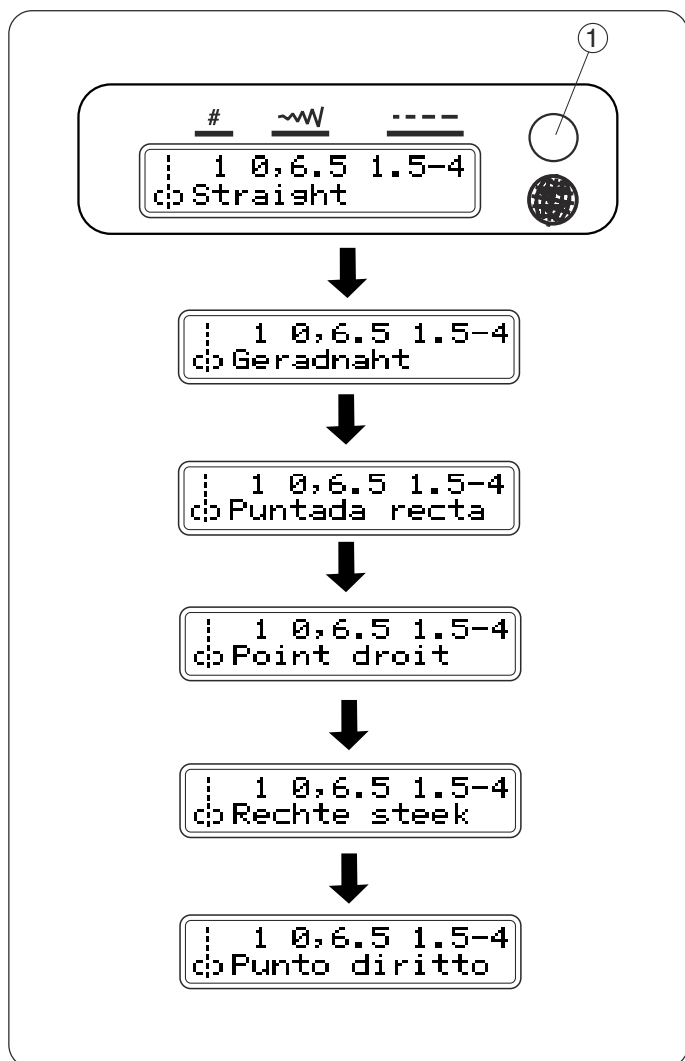 ①
#
1 0,6.5 1.5-4
Straight
1 0,6.5 1.5-4
Geradnaht
1 0,6.5 1.5-4
Puntada recta
1 0,6.5 1.5-4
Point droit
1 0,6.5 1.5-4
Rechte steek
1 0,6.5 1.5-4
Punto diritto